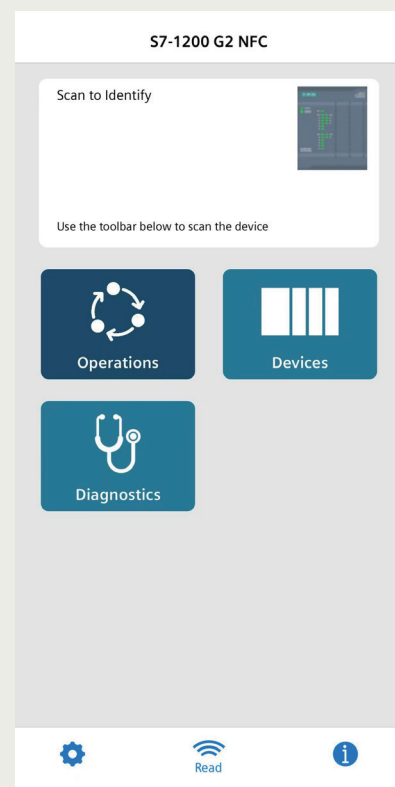 S7-1200 G2 NFC
Scan to Identify
Use the toolbar below to scan the device
Operations
Devices
Diagnostics
Read